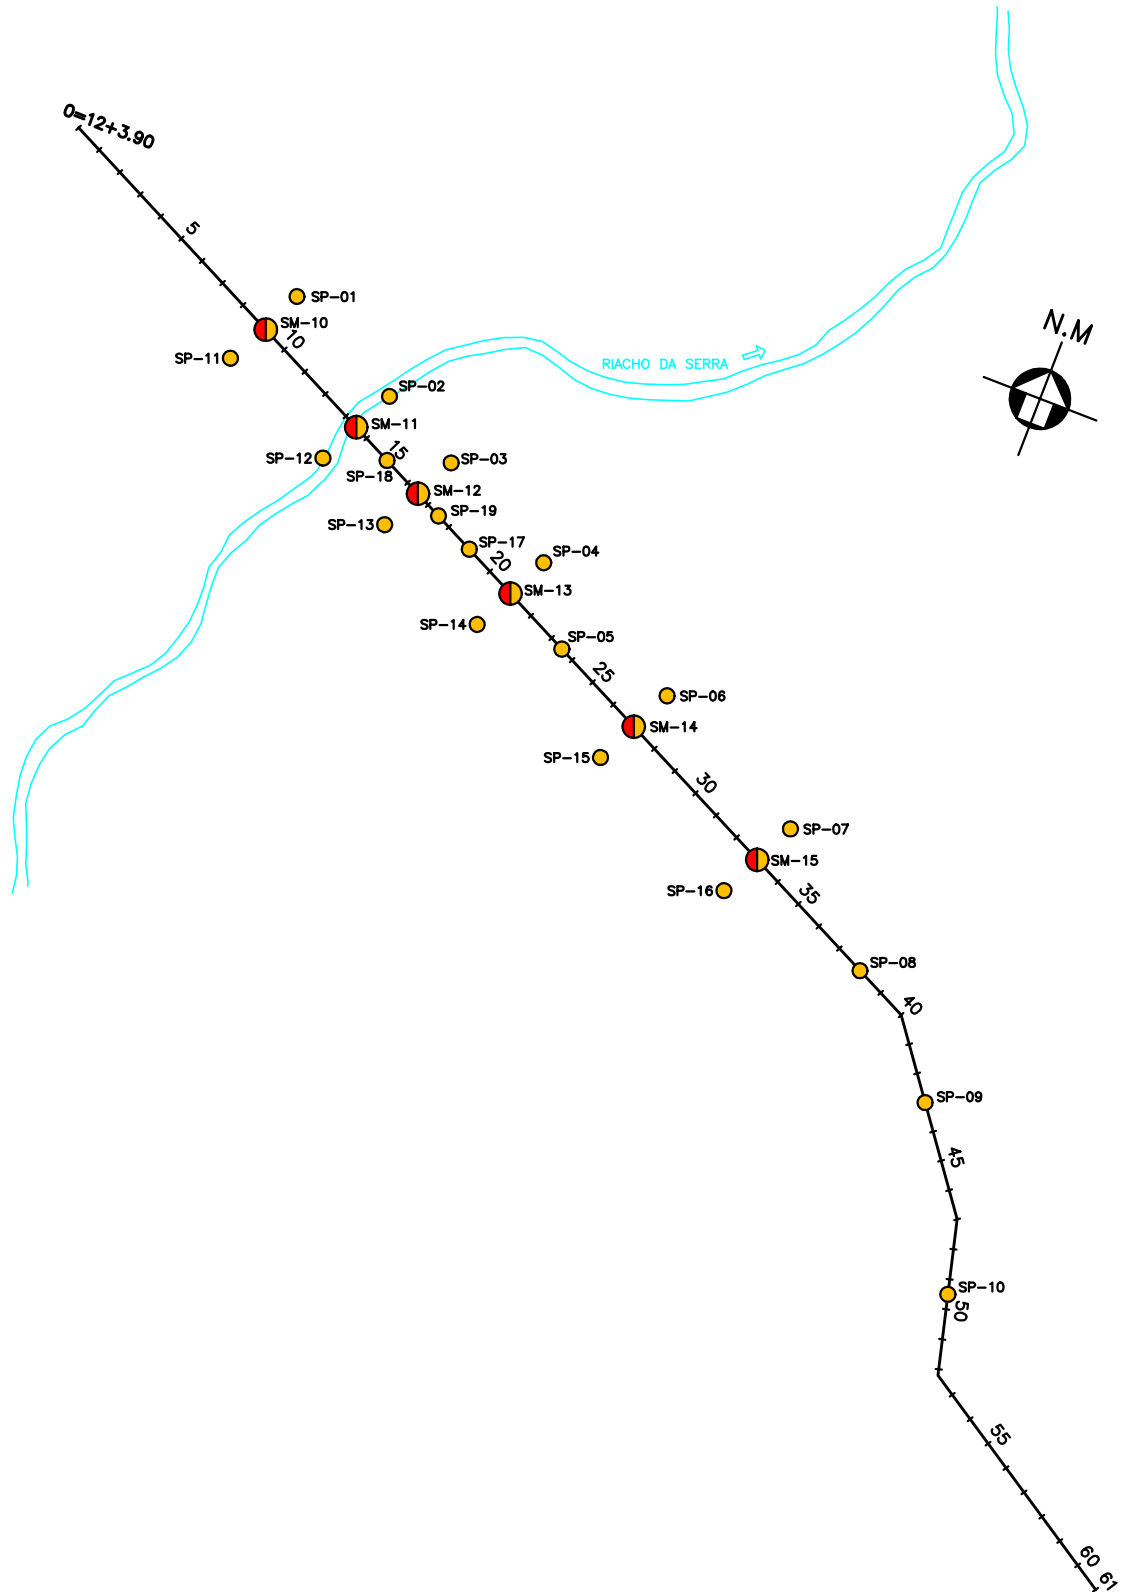 0=12+3.90
5
SP-01
SM-10
10
SP-11
N.M
RIACHO DA SERRA
SP-02
SM-11
15
SP-12
SP-03
SP-18
SM-12
SP-19
SP-13
SP-17
SP-04
20
SM-13
SP-14
SP-05
25
SP-06
SM-14
SP-15
30
SP-07
SM-15
SP-16
35
SP-08
40
SP-09
45
SP-10
50
55
60
61